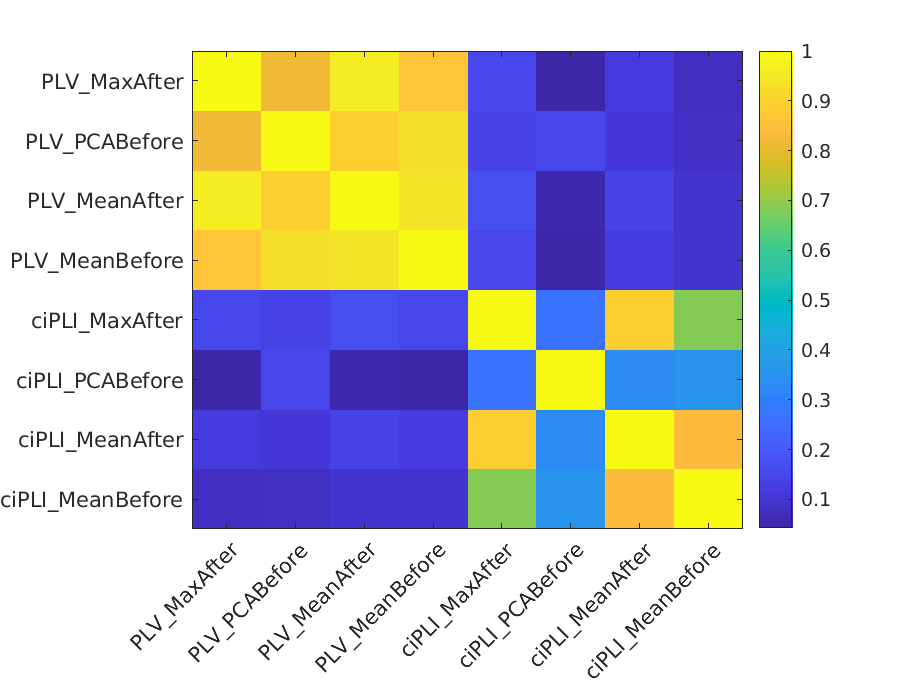 PLV_MaxAfter
PLV_PCABefore
PLV_MeanAfter
PLV_MeanBefore
ciPLI_MaxAfter
ciPLI_PCABefore
ciPLI_MeanAfter
ciPLI_MeanBefore
PLV_MaxAfter
PLV_PCABefore
PLV_MeanAfter
PLV_MeanBefore
ciPLI_MaxAfter
ciPLI_PCABefore
ciPLI_MeanAfter
ciPLI_MeanBefore
1
0.9
0.8
0.7
0.6
0.5
0.4
0.3
0.2
0.1